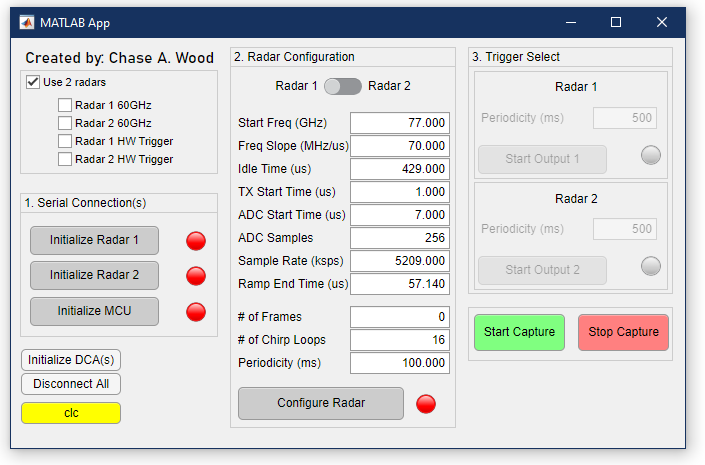 MATLAB App
Created by: Chase A. Wood
Use 2 radars
Radar 1 60GHz
Radar 2 60GHz
Radar 1 HW Trigger
Radar 2 HW Trigger
1. Serial Connection(s)
Initialize Radar 1
Initialize Radar 2
Initialize MCU
Initialize DCA(s)
Disconnect All
clc
2. Radar Configuration
Radar 1 Radar 2
Start Freq (GHz) 77.000
Freq Slope (MHz/us) 70.000
Idle Time (us) 429.000
TX Start Time (us) 1.000
ADC Start Time (us) 7.000
ADC Samples 256
Sample Rate (ksps) 5209.000
Ramp End Time (us) 57.140
# of Frames 0
# of Chirp Loops 16
Periodicity (ms) 100.000
Configure Radar
3. Trigger Select
Radar 1
Periodicity (ms) 500
Start Output 1
Radar 2
Periodicity (ms) 500
Start Output 2
Start Capture Stop Capture